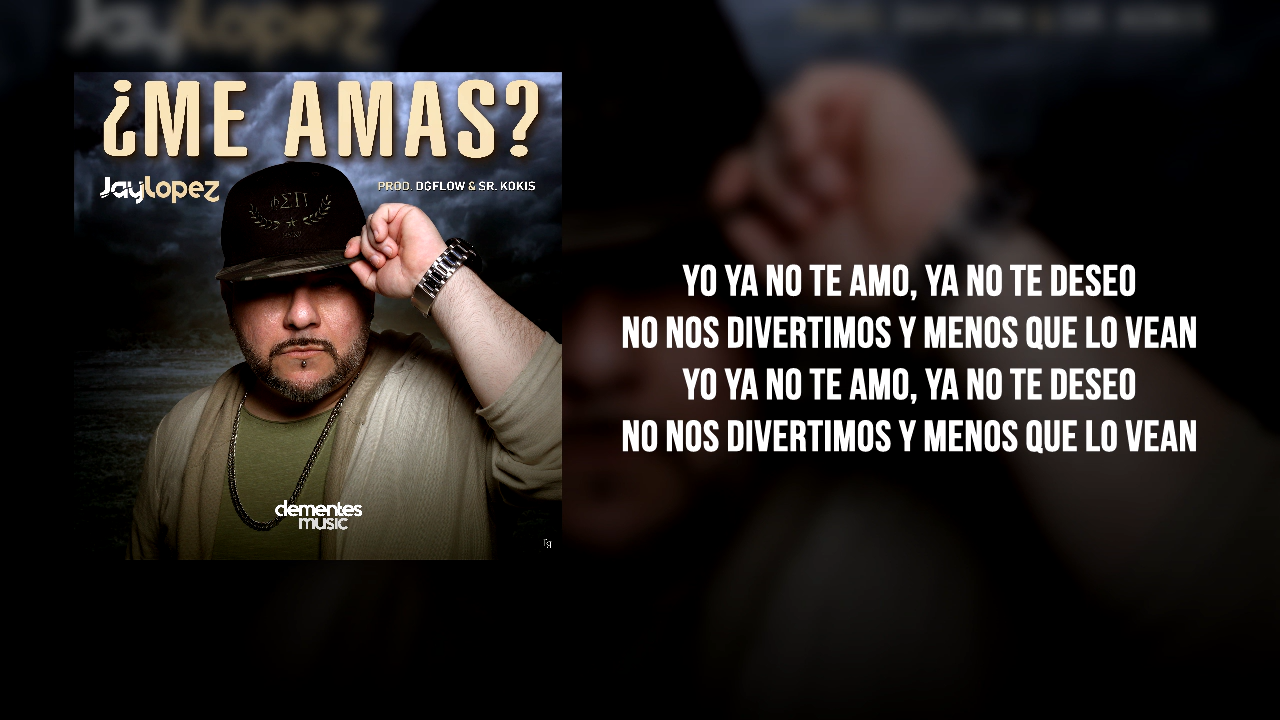 ¿ME AMAS?
JayLopez
PROD. DGFLOW & SR. KOKIS
ΦΣΠ
dementes
music
YO YA NO TE AMO, YA NO TE DESEO
NO NOS DIVERTIMOS Y MENOS QUE LO VEAN
YO YA NO TE AMO, YA NO TE DESEO
NO NOS DIVERTIMOS Y MENOS QUE LO VEAN